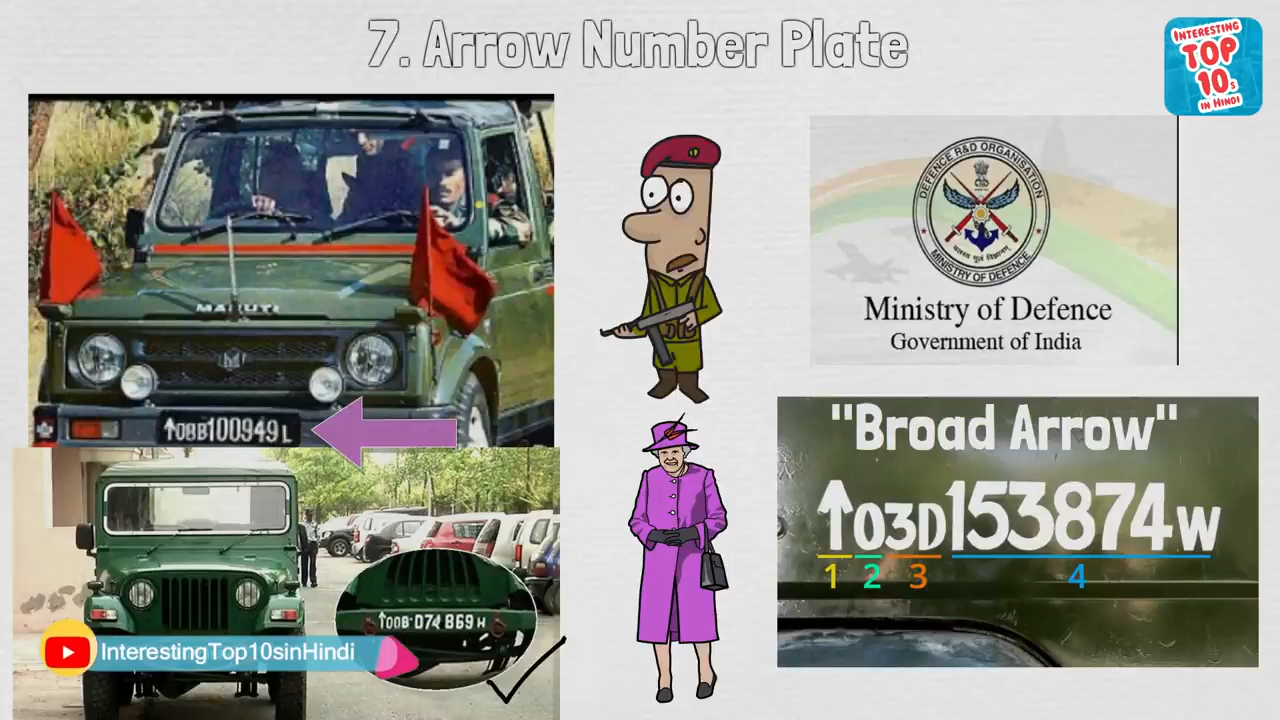 7. Arrow Number Plate
INTERESTING
TOP
10s
IN HINDI
MARUTI
↑08B100949L
DEFENCE R&D ORGANISATION
MINISTRY OF DEFENCE
Ministry of Defence
Government of India
"Broad Arrow"
↑03D153874W
1 2 3 4
↑00B 074 869 H
InterestingTop10sinHindi